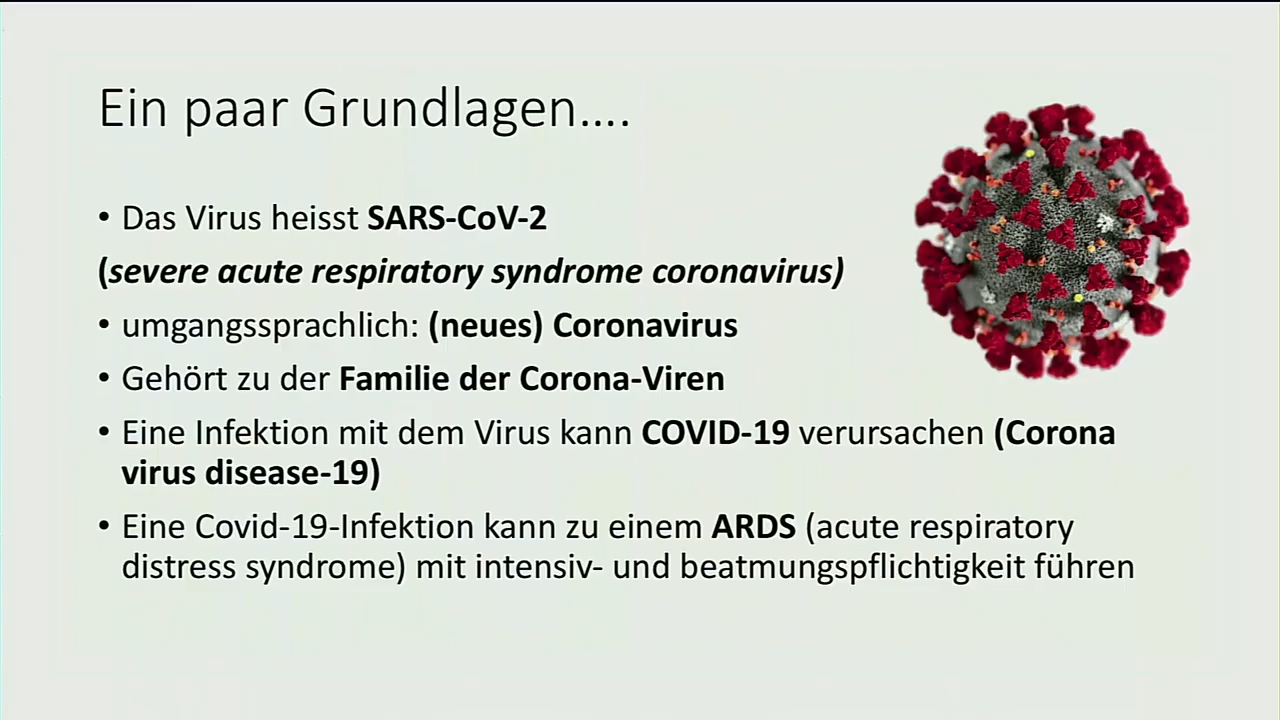 Ein paar Grundlagen....
• Das Virus heisst SARS-CoV-2
(severe acute respiratory syndrome coronavirus)
• umgangssprachlich: (neues) Coronavirus
• Gehört zu der Familie der Corona-Viren
• Eine Infektion mit dem Virus kann COVID-19 verursachen (Corona
virus disease-19)
• Eine Covid-19-Infektion kann zu einem ARDS (acute respiratory
distress syndrome) mit intensiv- und beatmungspflichtigkeit führen